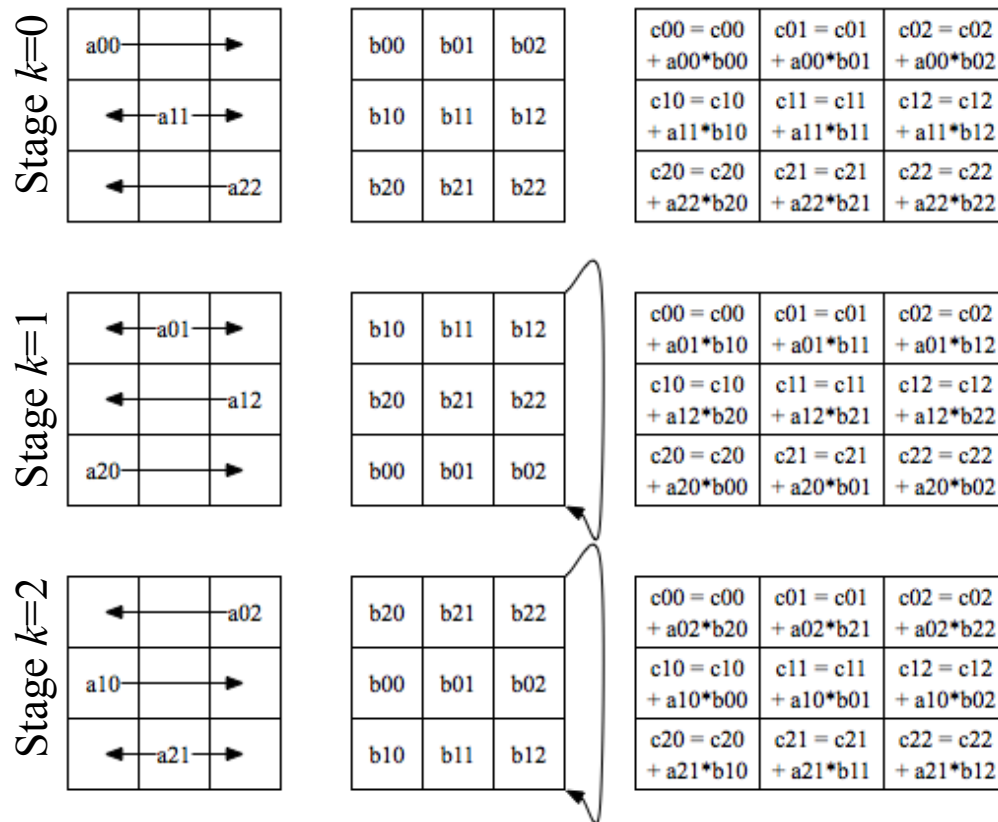 Stage k=0
a00
a11
a22
b00 b01 b02
b10 b11 b12
b20 b21 b22
c00 = c00 c01 = c01 c02 = c02
+ a00*b00 + a00*b01 + a00*b02
c10 = c10 c11 = c11 c12 = c12
+ a11*b10 + a11*b11 + a11*b12
c20 = c20 c21 = c21 c22 = c22
+ a22*b20 + a22*b21 + a22*b22
Stage k=1
a01
a12
a20
b10 b11 b12
b20 b21 b22
b00 b01 b02
c00 = c00 c01 = c01 c02 = c02
+ a01*b10 + a01*b11 + a01*b12
c10 = c10 c11 = c11 c12 = c12
+ a12*b20 + a12*b21 + a12*b22
c20 = c20 c21 = c21 c22 = c22
+ a20*b00 + a20*b01 + a20*b02
Stage k=2
a02
a10
a21
b20 b21 b22
b00 b01 b02
b10 b11 b12
c00 = c00 c01 = c01 c02 = c02
+ a02*b20 + a02*b21 + a02*b22
c10 = c10 c11 = c11 c12 = c12
+ a10*b00 + a10*b01 + a10*b02
c20 = c20 c21 = c21 c22 = c22
+ a21*b10 + a21*b11 + a21*b12